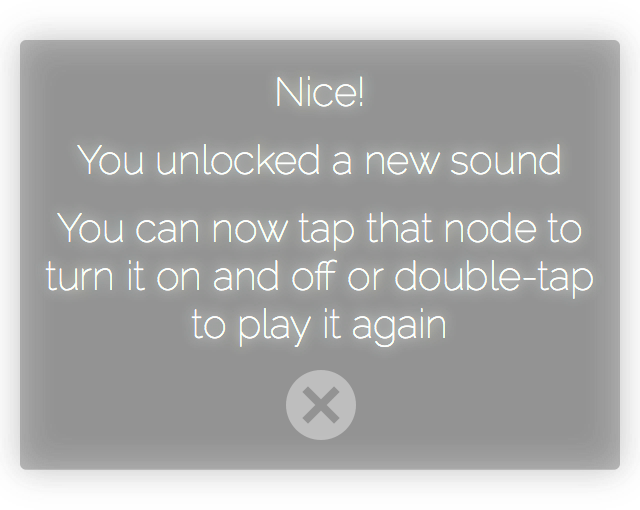 Nice!
You unlocked a new sound
You can now tap that node to
turn it on and off or double-tap
to play it again